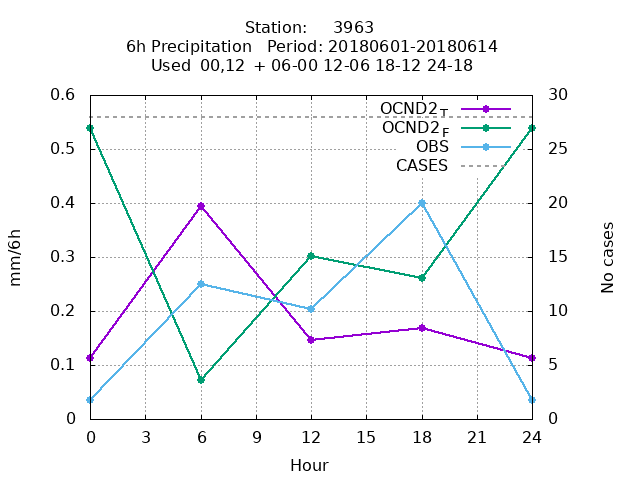 Station: 3963
6h Precipitation Period: 20180601-20180614
Used 00,12 + 06-00 12-06 18-12 24-18
0.6 30
OCND2T
OCND2F
OBS
CASES
0.5 25
0.4 20
0.3 15
0.2 10
0.1 5
0 0
mm/6h
No cases
0 3 6 9 12 15 18 21 24
Hour